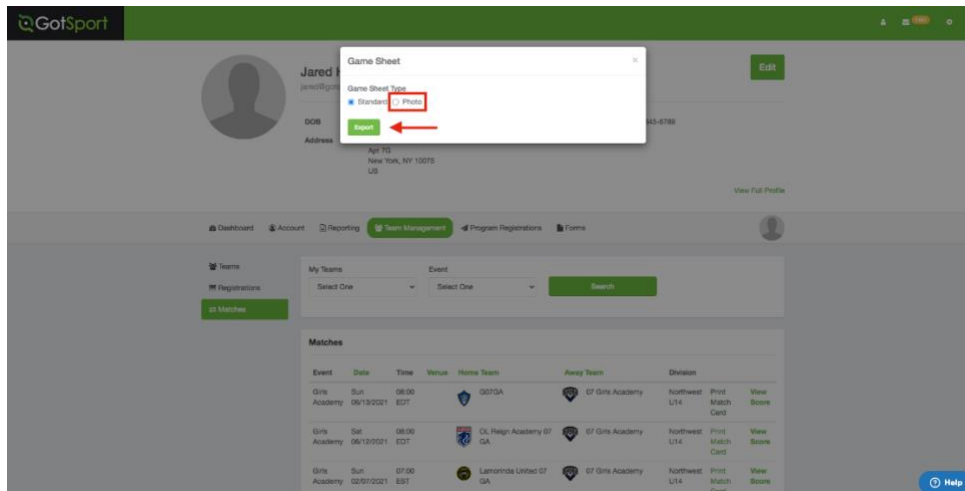 GotSport
Game Sheet
×
Jared
Edit
Game Sheet Type
Standard Photo
DOB
Export
Address
Apt 7G
New York, NY 10075
US
View Full Profile
Dashboard Account Reporting Team Management Program Registrations Forms
Teams
Registrations
Matches
My Teams Event
Select One Select One Search
Matches
Event Date Time Venue Home Team Away Team Division
Girls Academy Sun 06/13/2021 08:00 EDT G07GA 07 Girls Academy Northwest U14 Print Match Card View Score
Girls Academy Sat 06/12/2021 08:00 EDT OL Reign Academy 07 GA 07 Girls Academy Northwest U14 Print Match Card View Score
Girls Academy Sun 02/07/2021 07:00 EST Lamorinda United 07 GA 07 Girls Academy Northwest U14 Print Match View Score
Help